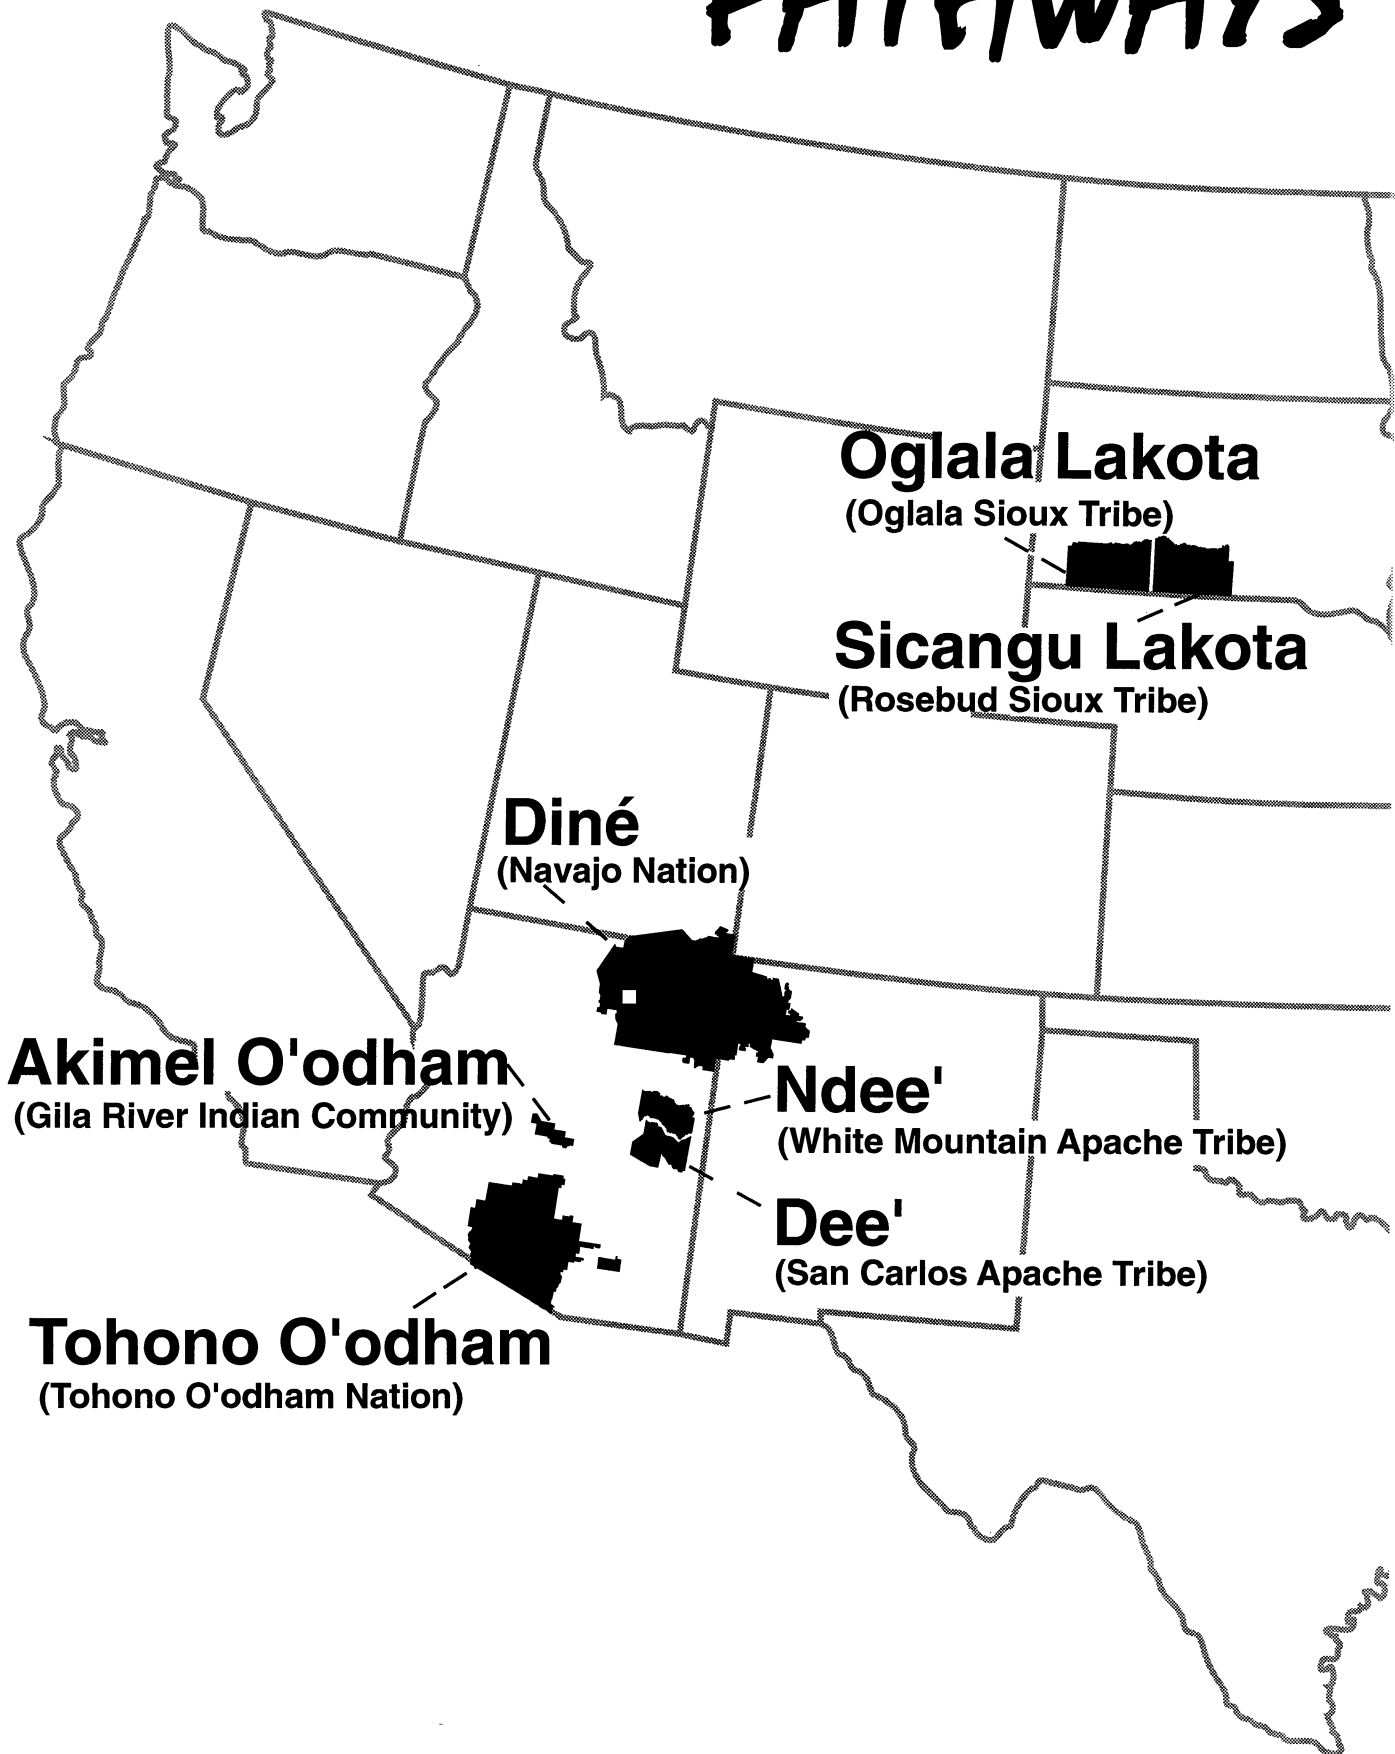 PATHWAYS
Oglala Lakota
(Oglala Sioux Tribe)
Sicangu Lakota
(Rosebud Sioux Tribe)
Diné
(Navajo Nation)
Akimel O'odham
(Gila River Indian Community)
Ndee'
(White Mountain Apache Tribe)
Dee'
(San Carlos Apache Tribe)
Tohono O'odham
(Tohono O'odham Nation)